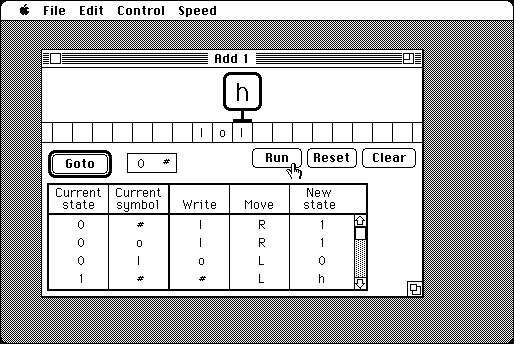 File Edit Control Speed
Add 1
h
l o l
Goto 0 # Run Reset Clear
Current Current New
state symbol Write Move state
0 # l R 1
0 o l R 1
0 l o L 0
1 # # L h